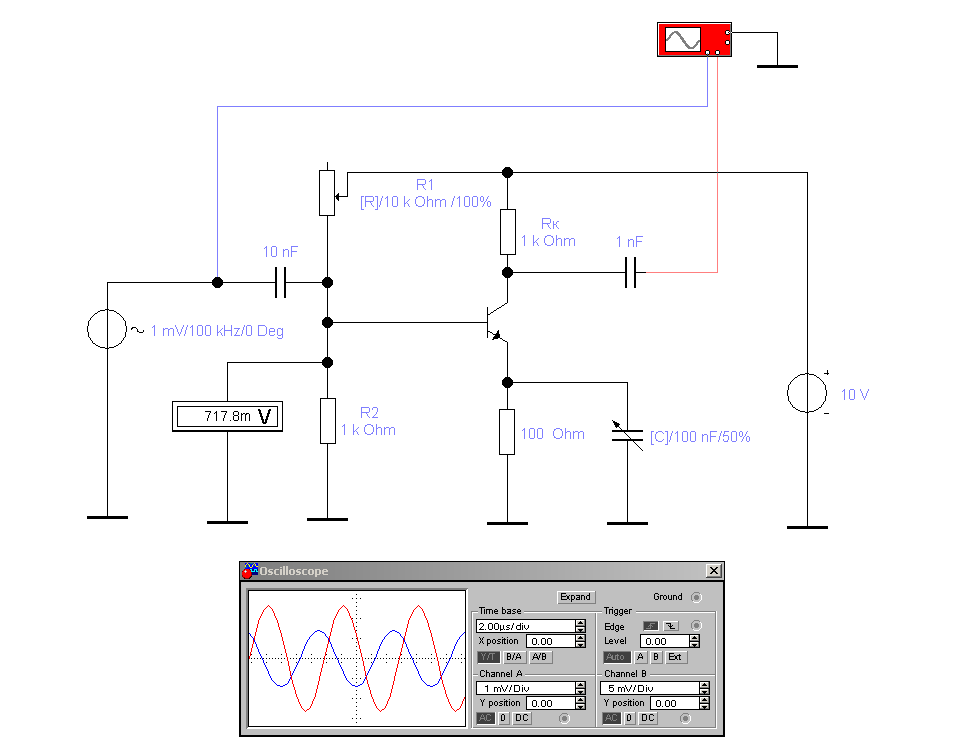 R1
[R]/10 k Ohm /100%
Rк
1 k Ohm
10 nF
1 nF
~ 1 mV/100 kHz/0 Deg
+
10 V
-
717.8m V
R2
1 k Ohm
100 Ohm
[C]/100 nF/50%
Oscilloscope
Expand
Ground
Time base
2.00µs/div
X position 0.00
Y/T B/A A/B
Trigger
Edge
Level 0.00
Auto A B Ext
Channel A
1 mV/Div
Y position 0.00
AC 0 DC
Channel B
5 mV/Div
Y position 0.00
AC 0 DC